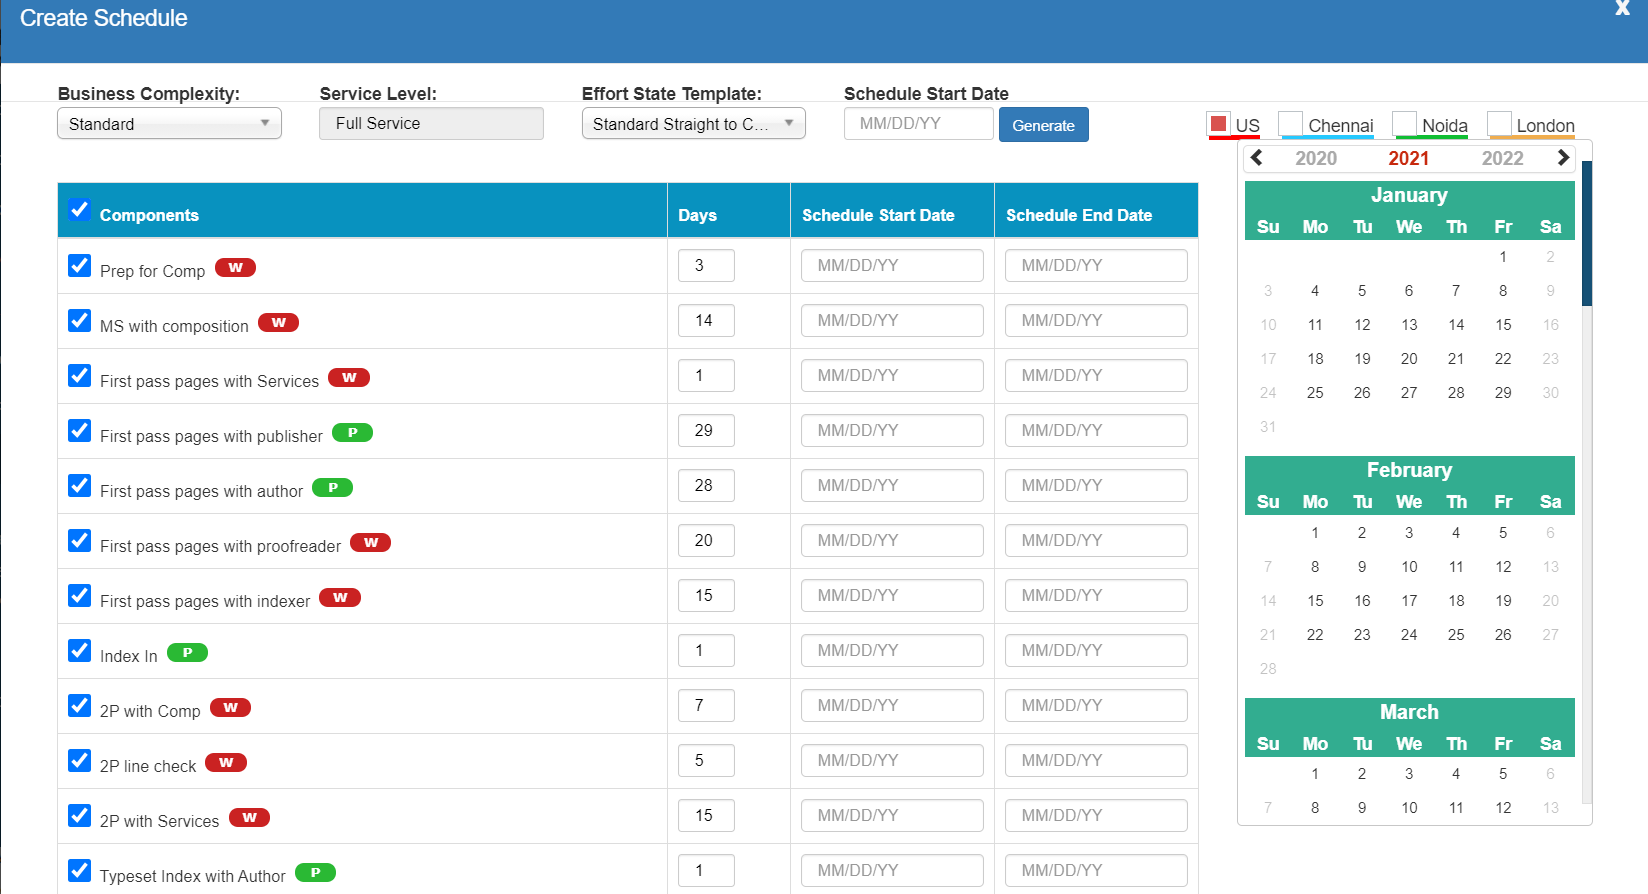 Create Schedule
X
Business Complexity: Service Level: Effort State Template: Schedule Start Date
Standard Full Service Standard Straight to C... MM/DD/YY Generate
US Chennai Noida London
Components Days Schedule Start Date Schedule End Date
Prep for Comp W 3 MM/DD/YY MM/DD/YY
MS with composition W 14 MM/DD/YY MM/DD/YY
First pass pages with Services W 1 MM/DD/YY MM/DD/YY
First pass pages with publisher P 29 MM/DD/YY MM/DD/YY
First pass pages with author P 28 MM/DD/YY MM/DD/YY
First pass pages with proofreader W 20 MM/DD/YY MM/DD/YY
First pass pages with indexer W 15 MM/DD/YY MM/DD/YY
Index In P 1 MM/DD/YY MM/DD/YY
2P with Comp W 7 MM/DD/YY MM/DD/YY
2P line check W 5 MM/DD/YY MM/DD/YY
2P with Services W 15 MM/DD/YY MM/DD/YY
Typeset Index with Author P 1 MM/DD/YY MM/DD/YY
2020 2021 2022
January
Su Mo Tu We Th Fr Sa
1 2
3 4 5 6 7 8 9
10 11 12 13 14 15 16
17 18 19 20 21 22 23
24 25 26 27 28 29 30
31
February
Su Mo Tu We Th Fr Sa
1 2 3 4 5 6
7 8 9 10 11 12 13
14 15 16 17 18 19 20
21 22 23 24 25 26 27
28
March
Su Mo Tu We Th Fr Sa
1 2 3 4 5 6
7 8 9 10 11 12 13